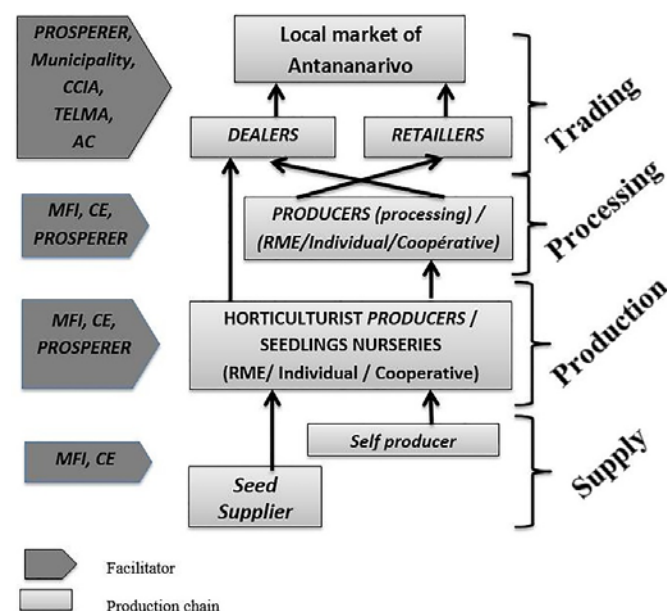 PROSPERER,
Municipality,
CCIA,
TELMA,
AC
Local market of
Antananarivo
DEALERS
RETAILLERS
Trading
MFI, CE,
PROSPERER
PRODUCERS (processing) /
(RME/Individual/Coopérative)
Processing
MFI, CE,
PROSPERER
HORTICULTURIST PRODUCERS /
SEEDLINGS NURSERIES
(RME/ Individual / Cooperative)
Production
MFI, CE
Self producer
Seed
Supplier
Supply
Facilitator
Production chain